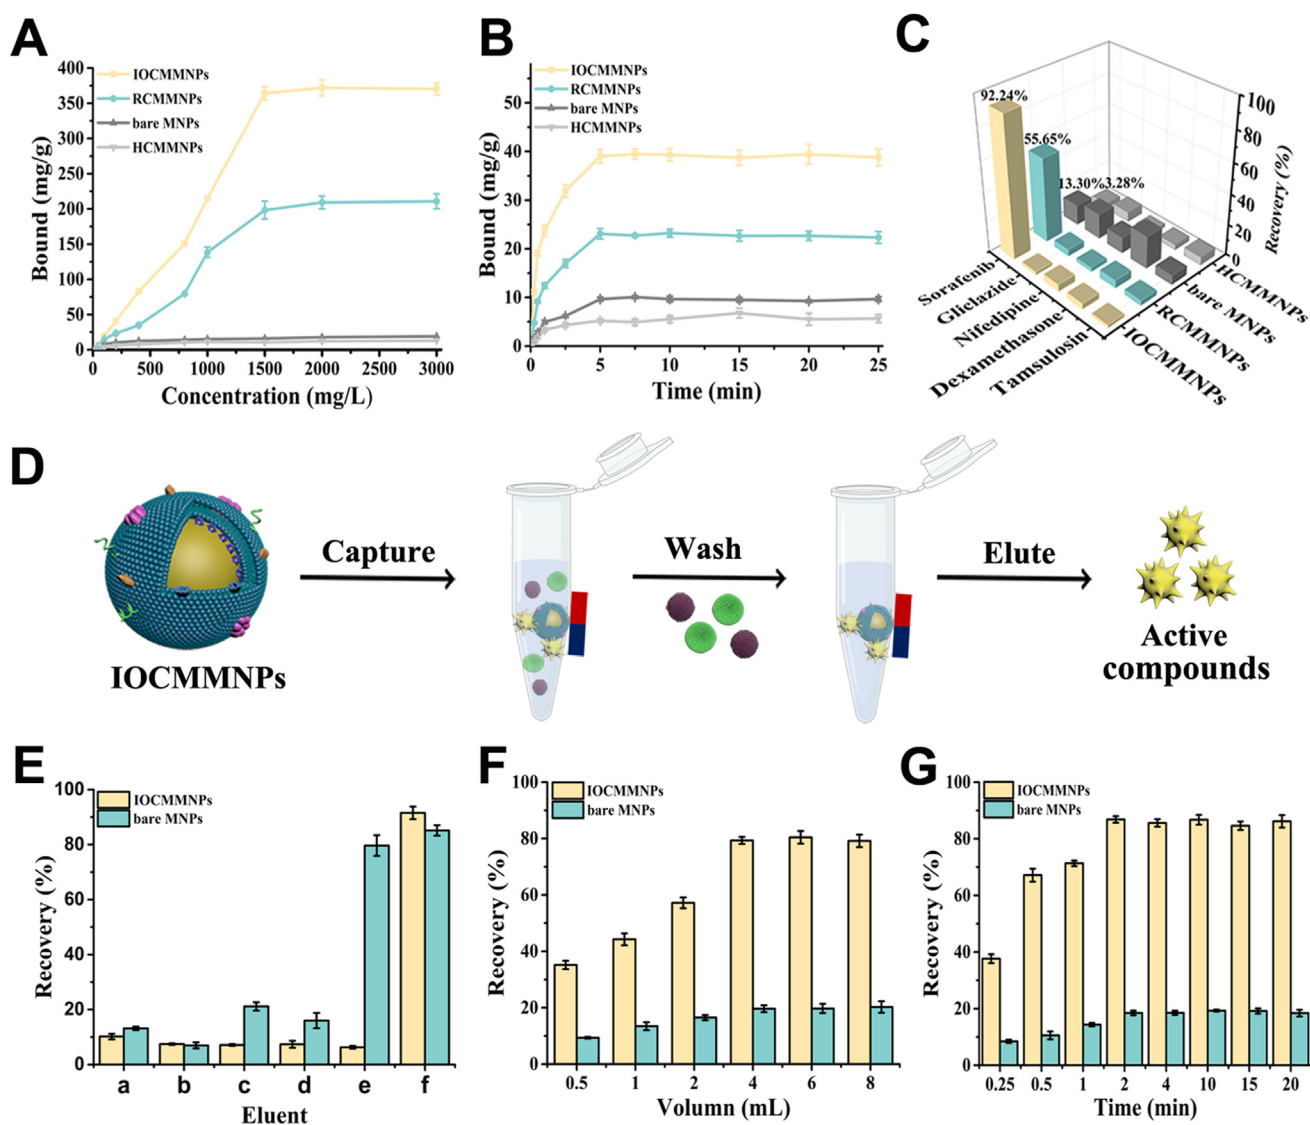 A
IOCMMNPs
RCMMNPs
bare MNPs
HCMMNPs
Bound (mg/g)
400
350
300
250
200
150
100
50
0
0 500 1000 1500 2000 2500 3000
Concentration (mg/L)
B
IOCMMNPs
RCMMNPs
bare MNPs
HCMMNPs
Bound (mg/g)
50
40
30
20
10
0
0 5 10 15 20 25
Time (min)
C
92.24%
55.65%
13.30%
3.28%
100
80
60
40
20
0
Recovery (%)
Sorafenib
Gliclazide
Nifedipine
Dexamethasone
Tamsulosin
HCMMNPs
bare MNPs
RCMMNPs
IOCMMNPs
D
IOCMMNPs
Capture
Wash
Elute
Active
compounds
E
IOCMMNPs
bare MNPs
Recovery (%)
100
80
60
40
20
0
a b c d e f
Eluent
F
IOCMMNPs
bare MNPs
Recovery (%)
100
80
60
40
20
0
0.5 1 2 4 6 8
Volumn (mL)
G
IOCMMNPs
bare MNPs
Recovery (%)
100
80
60
40
20
0
0.25 0.5 1 2 4 10 15 20
Time (min)